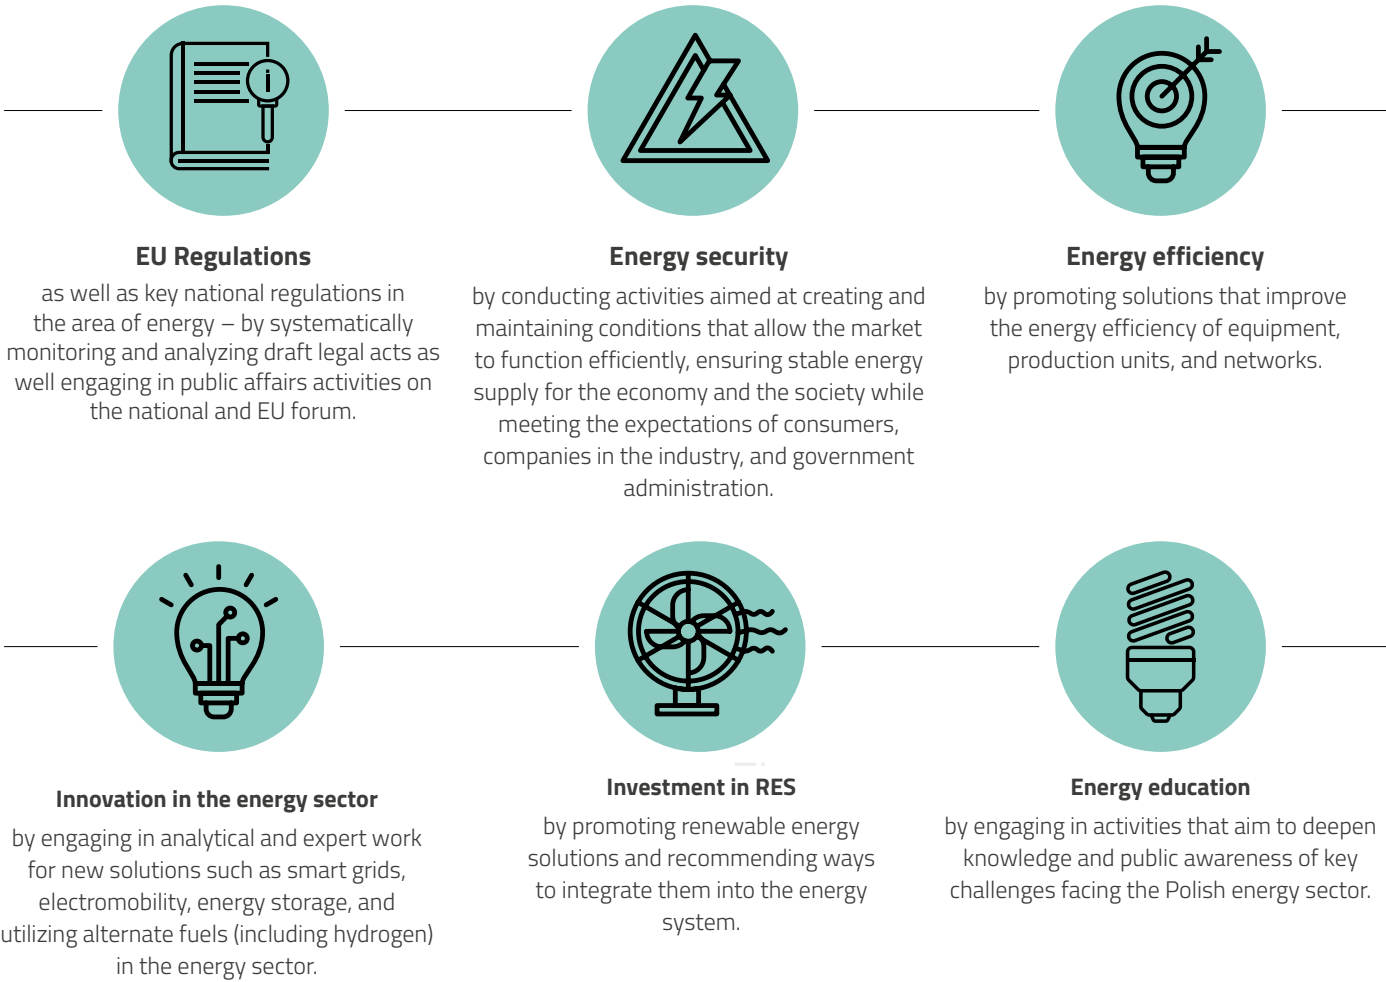 i
EU Regulations
as well as key national regulations in
the area of energy – by systematically
monitoring and analyzing draft legal acts as
well engaging in public affairs activities on
the national and EU forum.
Energy security
by conducting activities aimed at creating and
maintaining conditions that allow the market
to function efficiently, ensuring stable energy
supply for the economy and the society while
meeting the expectations of consumers,
companies in the industry, and government
administration.
Energy efficiency
by promoting solutions that improve
the energy efficiency of equipment,
production units, and networks.
Innovation in the energy sector
by engaging in analytical and expert work
for new solutions such as smart grids,
electromobility, energy storage, and
utilizing alternate fuels (including hydrogen)
in the energy sector.
Investment in RES
by promoting renewable energy
solutions and recommending ways
to integrate them into the energy
system.
Energy education
by engaging in activities that aim to deepen
knowledge and public awareness of key
challenges facing the Polish energy sector.